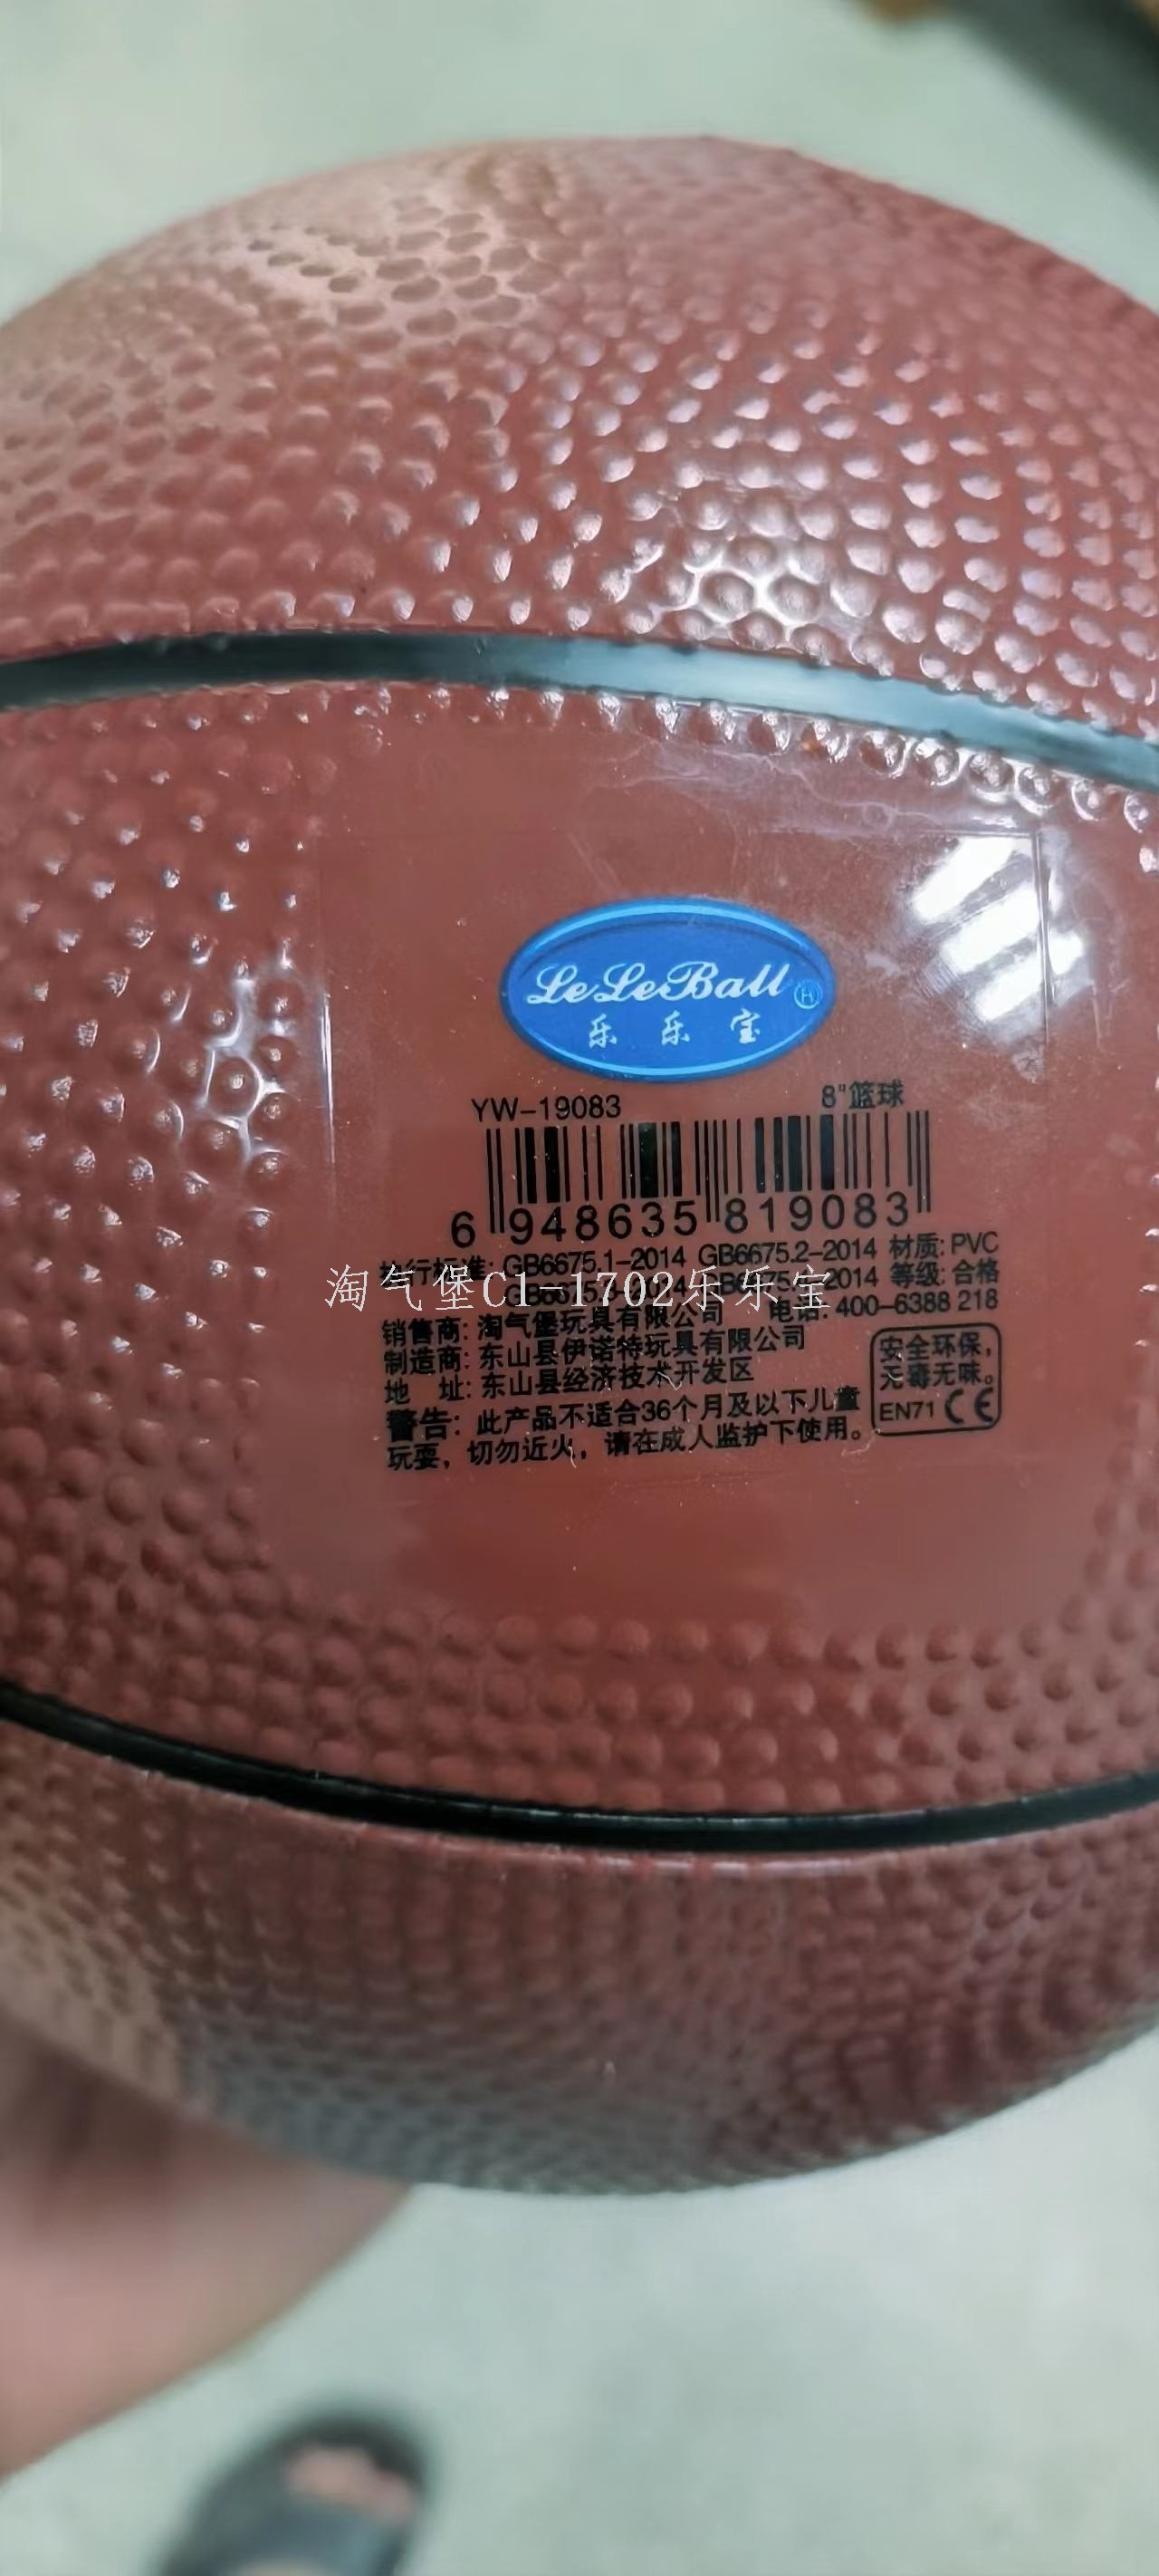 LeLeBall
乐乐宝
YW-19083 8"篮球
6 948635 819083
执行标准: GB6675.1-2014 GB6675.2-2014 材质: PVC
-2014 等级: 合格
淘气堡C1-1702乐乐宝
销售商: 淘气堡玩具有限公司 电话: 400-6388 218
制造商: 东山县伊诺特玩具有限公司
地 址: 东山县经济技术开发区
安全环保,
无毒无味。
EN71 CE
警告: 此产品不适合36个月及以下儿童
玩耍, 切勿近火, 请在成人监护下使用。